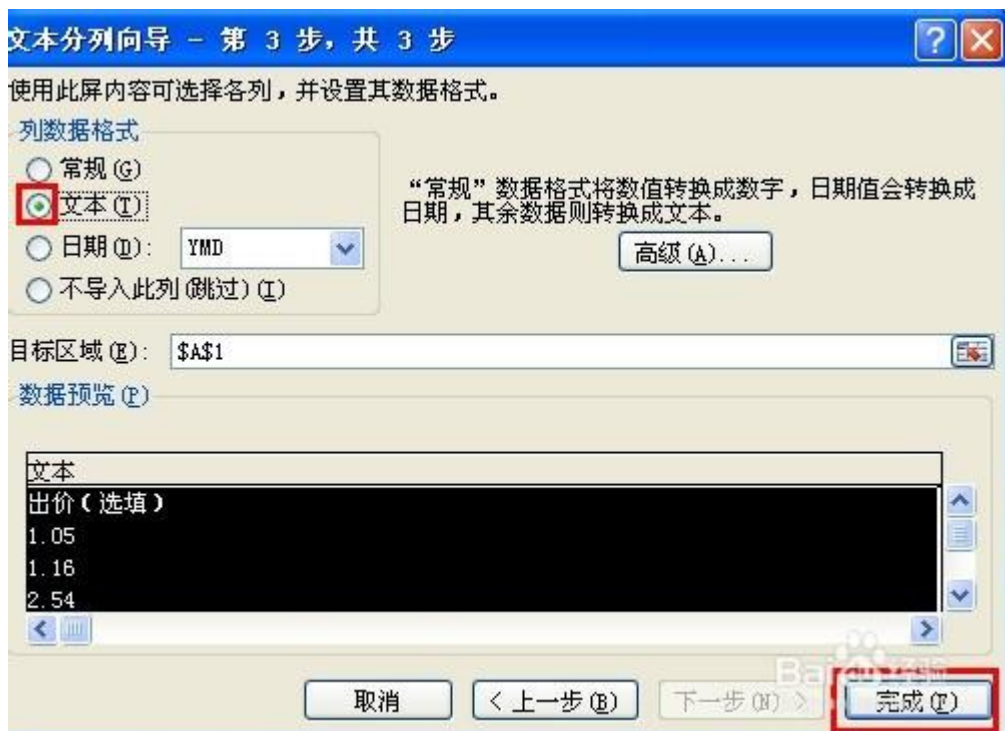 文本分列向导 - 第 3 步，共 3 步
使用此屏内容可选择各列，并设置其数据格式。
列数据格式
常规(G)
文本(T)
日期(D)： YMD
不导入此列(跳过)(I)
“常规”数据格式将数值转换成数字，日期值会转换成
日期，其余数据则转换成文本。
高级(A)...
目标区域(E)： $A$1
数据预览(P)
文本
出价(选填)
1.05
1.16
2.54
Bai 经验
取消 <上一步(B) 下一步(N) > 完成(F)